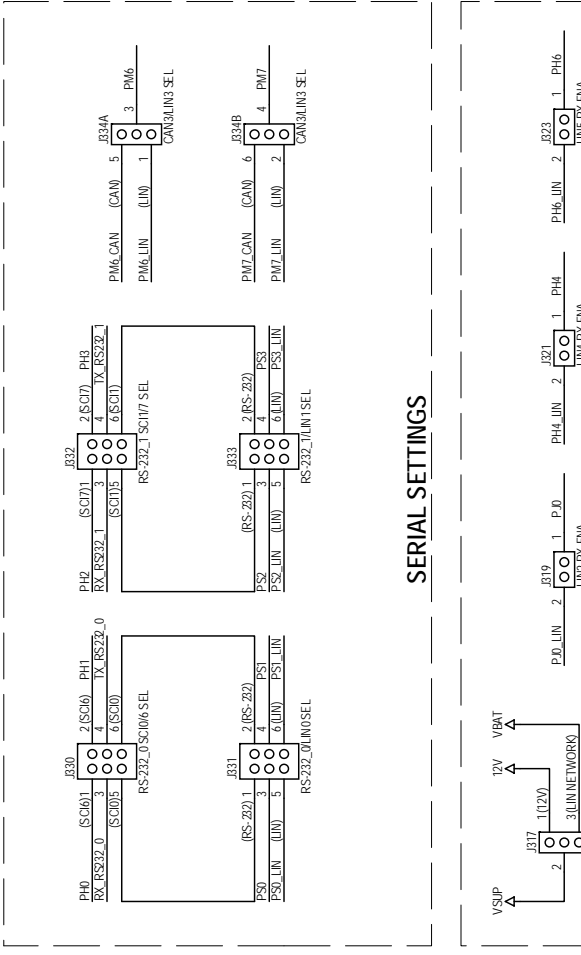 J330
(SCI6) 1
2 (SCI6)
PH0
PH1
RX_RS232_0
3
4
TX_RS232_0
(SCI0) 5
6 (SCI0)
RS-232_0 SCI0/6 SEL
J331
(RS-232) 1
2 (RS-232)
PS0
3
4
PS1
PS0_LIN
(LIN)
5
6 (LIN)
PS1_LIN
RS-232_0/LIN0 SEL
J332
(SCI7) 1
2 (SCI7)
PH2
PH3
RX_RS232_1
3
4
TX_RS232_1
(SCI1) 5
6 (SCI1)
RS-232_1 SCI1/7 SEL
J333
(RS-232) 1
2 (RS-232)
PS2
3
4
PS3
PS2_LIN
(LIN)
5
6 (LIN)
PS3_LIN
RS-232_1/LIN1 SEL
J334A
PM6_CAN
(CAN)
5
3
PM6
PM6_LIN
(LIN)
1
CAN3/LIN3 SEL
J334B
PM7_CAN
(CAN)
6
4
PM7
PM7_LIN
(LIN)
2
CAN3/LIN3 SEL
SERIAL SETTINGS
VSUP
12V
VBAT
J317
2
1 (12V)
3 (LIN NETWORK)
J319
PJ0_LIN
2
1
PJ0
J321
PH4_LIN
2
1
PH4
J323
PH6_LIN
2
1
PH6